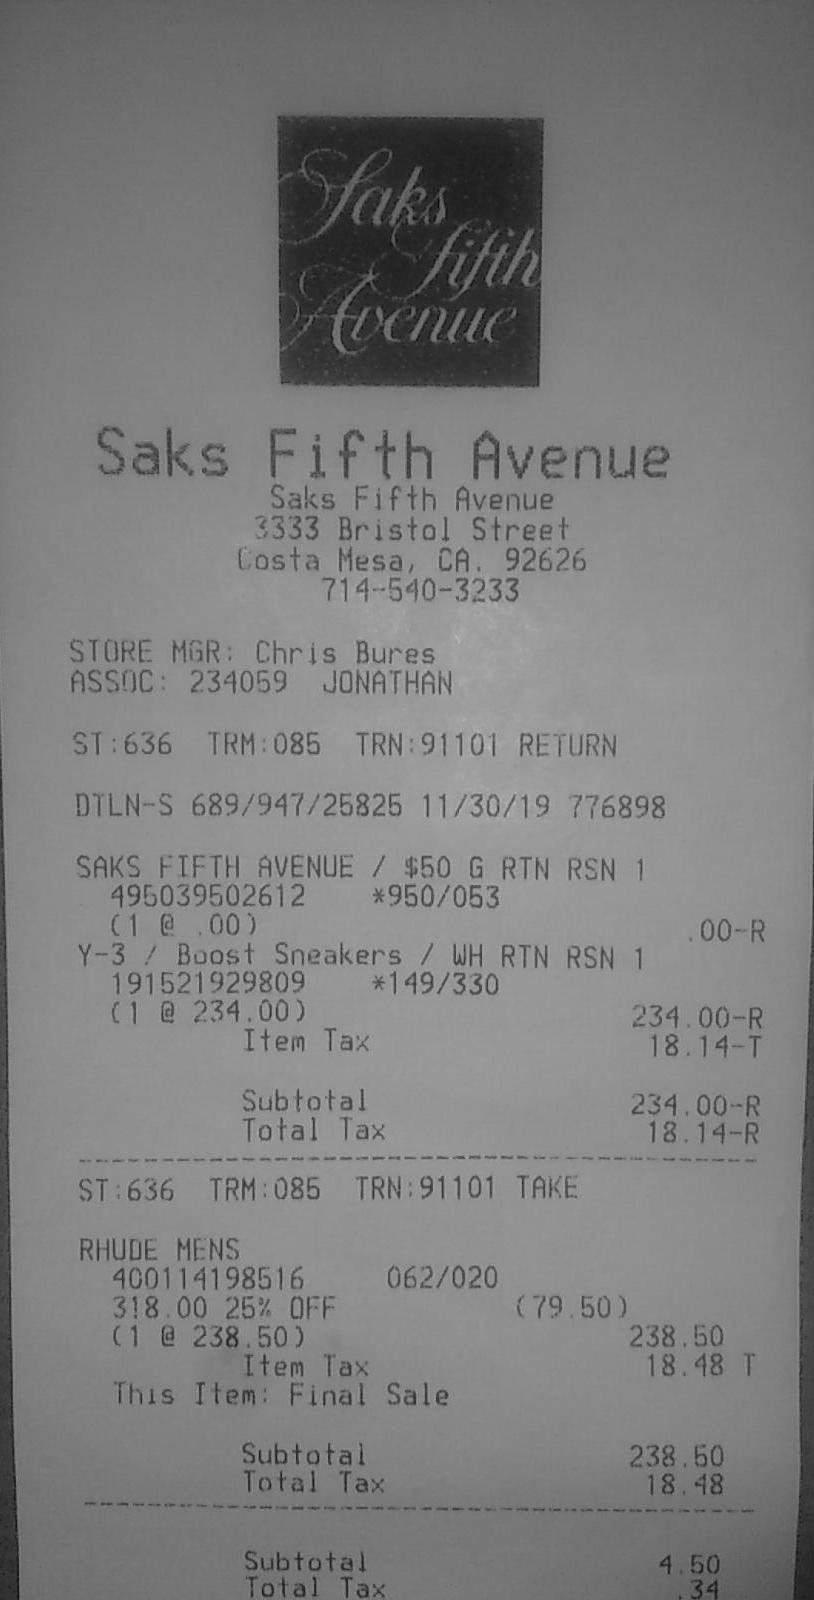 Saks
fifth
Avenue
Saks Fifth Avenue
Saks Fifth Avenue
3333 Bristol Street
Costa Mesa, CA. 92626
714-540-3233
STORE MGR: Chris Bures
ASSOC: 234059 JONATHAN
ST:636 TRM:085 TRN:91101 RETURN
DTLN-S 689/947/25825 11/30/19 776898
SAKS FIFTH AVENUE / $50 G RTN RSN 1
495039502612 *950/053
(1 @ .00) .00-R
Y-3 / Boost Sneakers / WH RTN RSN 1
191521929809 *149/330
(1 @ 234.00) 234.00-R
Item Tax 18.14-T
Subtotal 234.00-R
Total Tax 18.14-R
ST:636 TRM:085 TRN:91101 TAKE
RHUDE MENS
400114198516 062/020
318.00 25% OFF (79.50)
(1 @ 238.50) 238.50
Item Tax 18.48 T
This Item: Final Sale
Subtotal 238.50
Total Tax 18.48
Subtotal 4.50
Total Tax .34